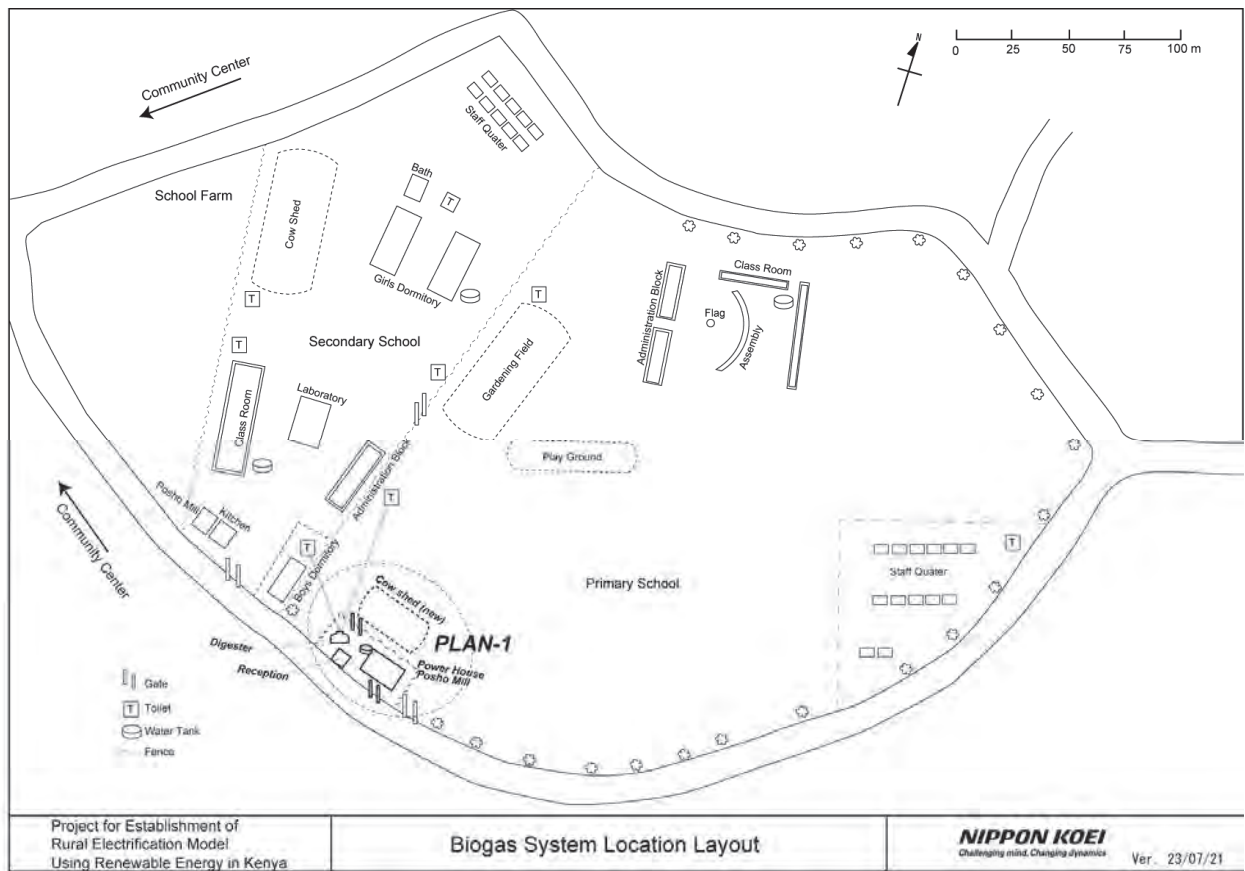 N
0 25 50 75 100 m
Community Center
Staff Quater
Bath
T
School Farm
Cow Shed
Girls Dormitory
T
T
Class Room
Administration Block
Flag
Assembly
Secondary School
T
T
Gardening Field
Laboratory
Class Room
Play Ground
Administration Block
T
Posho Mill
Kitchen
Community Center
T
Boys Dormitory
T
Staff Quater
Primary School
Cow shed (new)
PLAN-1
Digester
Reception
Power House
Posho Mill
Gate
T Toilet
Water Tank
Fence
Project for Establishment of
Rural Electrification Model
Using Renewable Energy in Kenya
Biogas System Location Layout
NIPPON KOEI
Challenging mind, Changing dynamics
Ver. 23/07/21